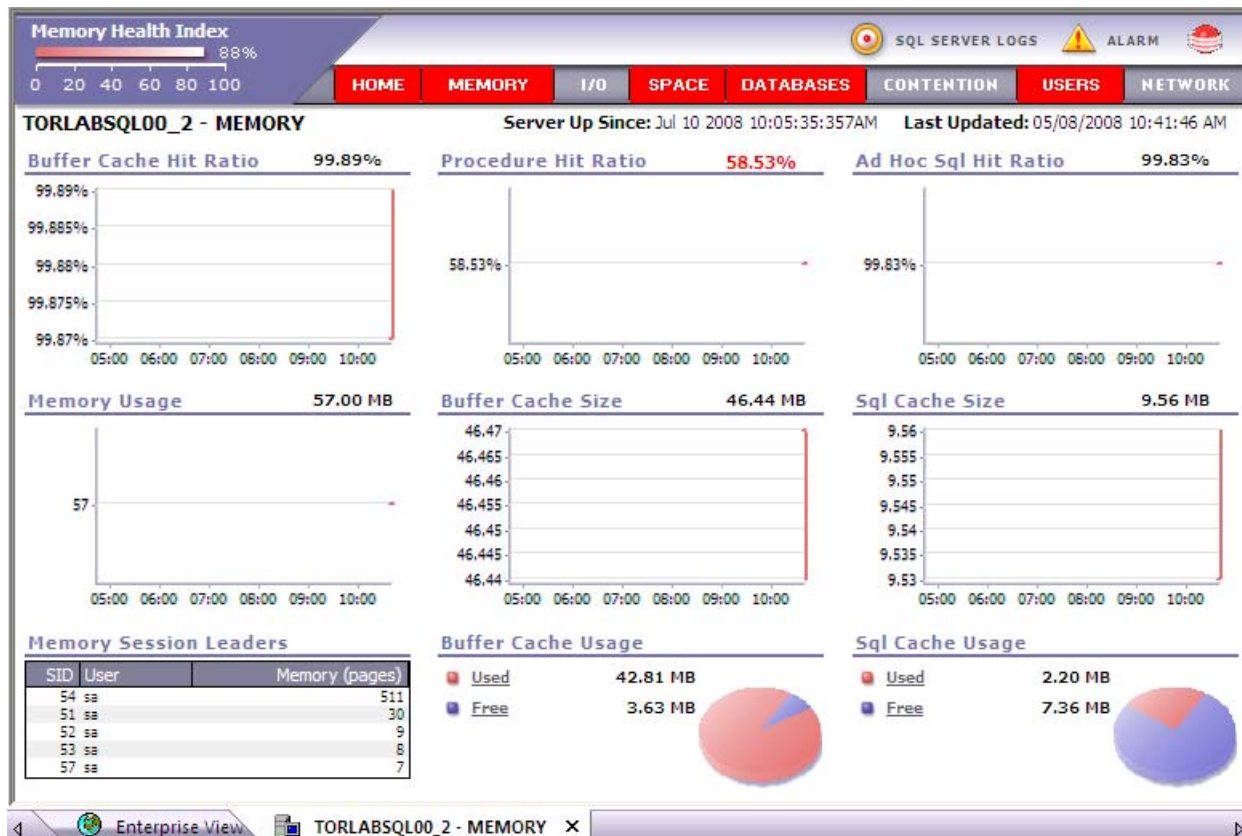 Memory Health Index
88%
0 20 40 60 80 100
SQL SERVER LOGS ALARM
HOME MEMORY I/O SPACE DATABASES CONTENTION USERS NETWORK
TORLABSQL00_2 - MEMORY Server Up Since: Jul 10 2008 10:05:35:357AM Last Updated: 05/08/2008 10:41:46 AM
Buffer Cache Hit Ratio 99.89%
99.89%
99.885%
99.88%
99.875%
99.87%
05:00 06:00 07:00 08:00 09:00 10:00
Procedure Hit Ratio 58.53%
58.53%
05:00 06:00 07:00 08:00 09:00 10:00
Ad Hoc Sql Hit Ratio 99.83%
99.83%
05:00 06:00 07:00 08:00 09:00 10:00
Memory Usage 57.00 MB
57
05:00 06:00 07:00 08:00 09:00 10:00
Buffer Cache Size 46.44 MB
46.47
46.465
46.46
46.455
46.45
46.445
46.44
05:00 06:00 07:00 08:00 09:00 10:00
Sql Cache Size 9.56 MB
9.56
9.555
9.55
9.545
9.54
9.535
9.53
05:00 06:00 07:00 08:00 09:00 10:00
Memory Session Leaders
SID User Memory (pages)
54 sa 511
51 sa 30
52 sa 9
53 sa 8
57 sa 7
Buffer Cache Usage
Used 42.81 MB
Free 3.63 MB
Sql Cache Usage
Used 2.20 MB
Free 7.36 MB
Enterprise View TORLABSQL00_2 - MEMORY X